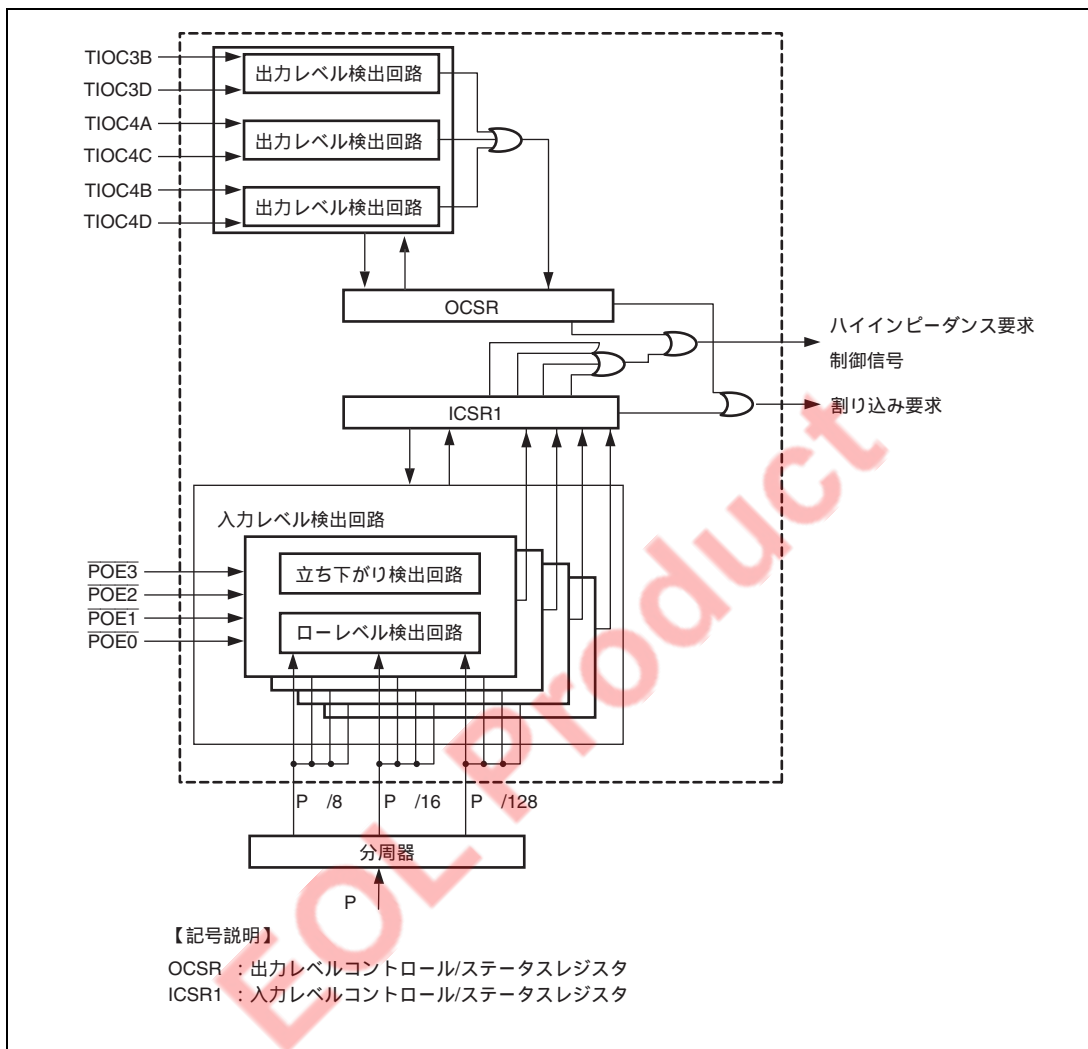 TIOC3B
TIOC3D
TIOC4A
TIOC4C
TIOC4B
TIOC4D
出力レベル検出回路
出力レベル検出回路
出力レベル検出回路
OCSR
ハイインピーダンス要求
制御信号
割り込み要求
ICSR1
入力レベル検出回路
立ち下がり検出回路
ローレベル検出回路
POE3
POE2
POE1
POE0
P /8 P /16 P /128
分周器
P
【記号説明】
OCSR :出力レベルコントロール/ステータスレジスタ
ICSR1 :入力レベルコントロール/ステータスレジスタ
EOL Product